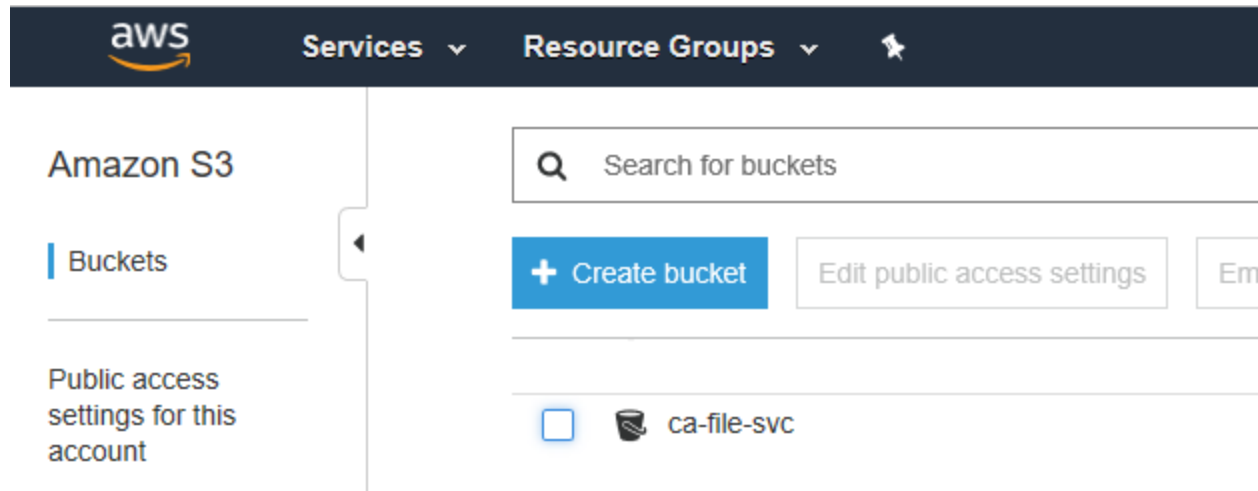 aws
Services
Resource Groups
Amazon S3
Search for buckets
Buckets
Create bucket
Edit public access settings
Em
Public access
settings for this
account
ca-file-svc